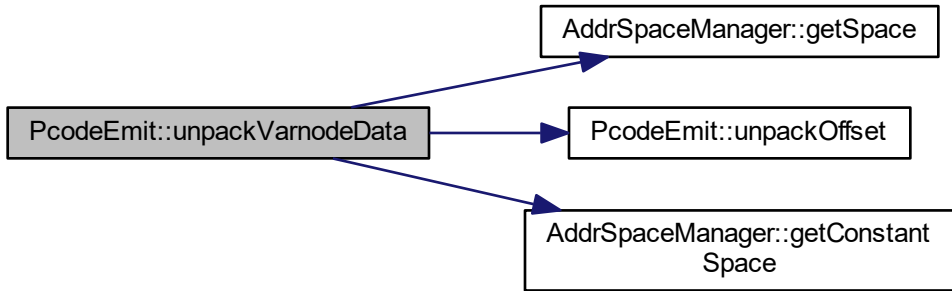 AddrSpaceManager::getSpace
PcodeEmit::unpackVarnodeData
PcodeEmit::unpackOffset
AddrSpaceManager::getConstant
Space